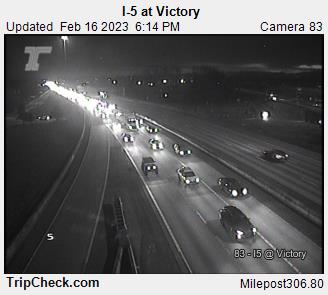 I-5 at Victory
Updated Feb 16 2023 6:14 PM Camera 83
T
S
83 - I5 @ Victory
TripCheck.com Milepost306.80